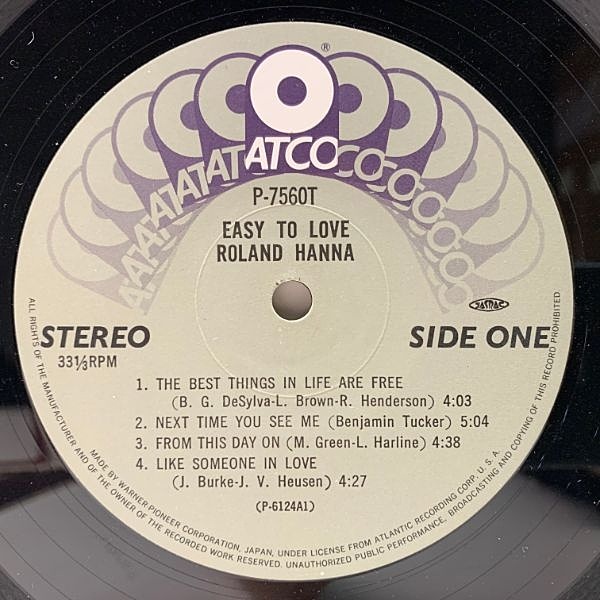 ®
ATCO
P-7560T
EASY TO LOVE
ROLAND HANNA
STEREO
33⅓RPM
SIDE ONE
JASRAC
1. THE BEST THINGS IN LIFE ARE FREE
(B. G. DeSylva-L. Brown-R. Henderson) 4:03
2. NEXT TIME YOU SEE ME (Benjamin Tucker) 5:04
3. FROM THIS DAY ON (M. Green-L. Harline) 4:38
4. LIKE SOMEONE IN LOVE
(J. Burke-J. V. Heusen) 4:27
(P-6124A1)
MADE BY WARNER-PIONEER CORPORATION, JAPAN, UNDER LICENSE FROM ATLANTIC RECORDING CORP. U. S. A.
ALL RIGHTS OF THE MANUFACTURER AND OF THE OWNER OF THE RECORDED WORK RESERVED. UNAUTHORIZED PUBLIC PERFORMANCE, BROADCASTING AND COPYING OF THIS RECORD PROHIBITED